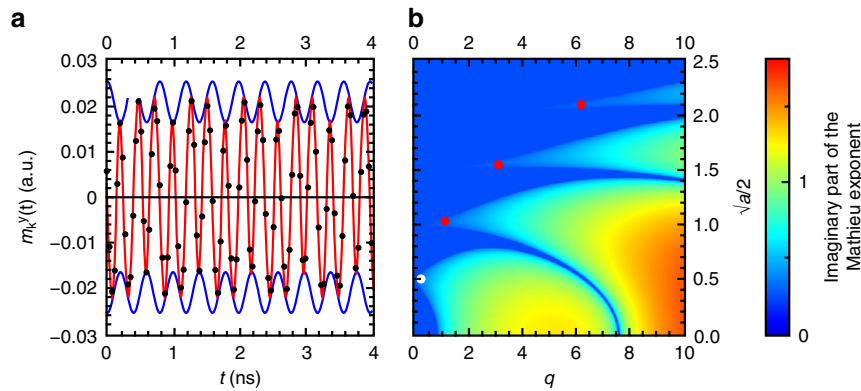 a
b
0 1 2 3 4
0 2 4 6 8 10
0.03
0.02
0.01
0
−0.01
−0.02
−0.03
m_k^y(t) (a.u.)
0 1 2 3 4
t (ns)
2.5
2.0
1.5
1.0
0.5
0.0
√a/2
0 2 4 6 8 10
q
1
0
Imaginary part of the
Mathieu exponent